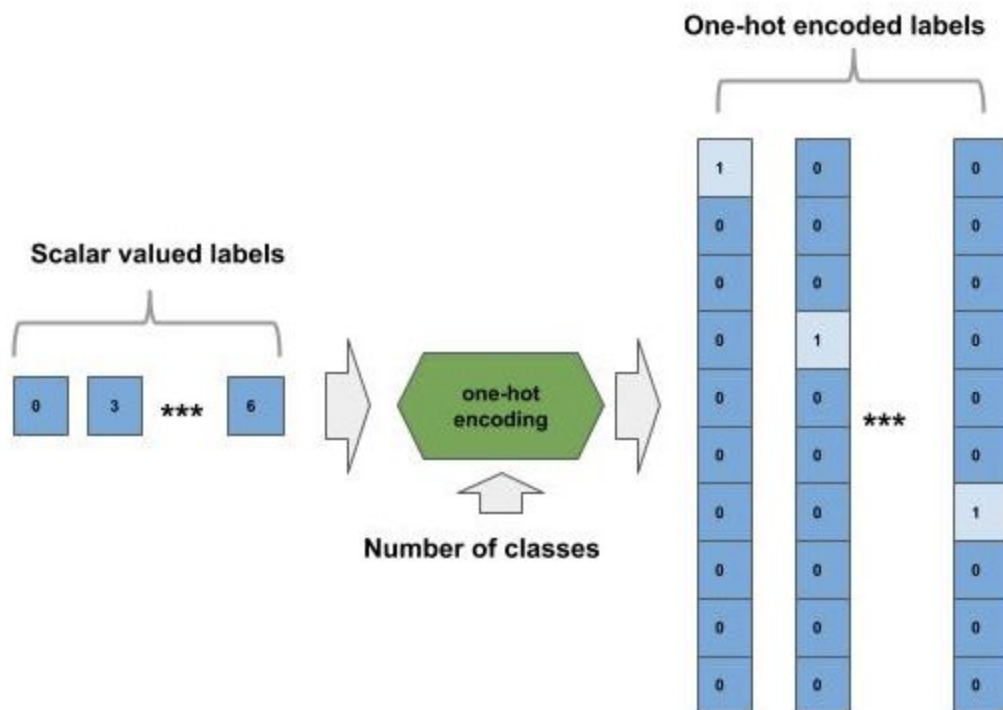 One-hot encoded labels
Scalar valued labels
0 3 *** 6
one-hot
encoding
Number of classes
1 0 0
0 0 0
0 0 0
0 1 0
0 0 0
*** 
0 0 0
0 0 1
0 0 0
0 0 0
0 0 0